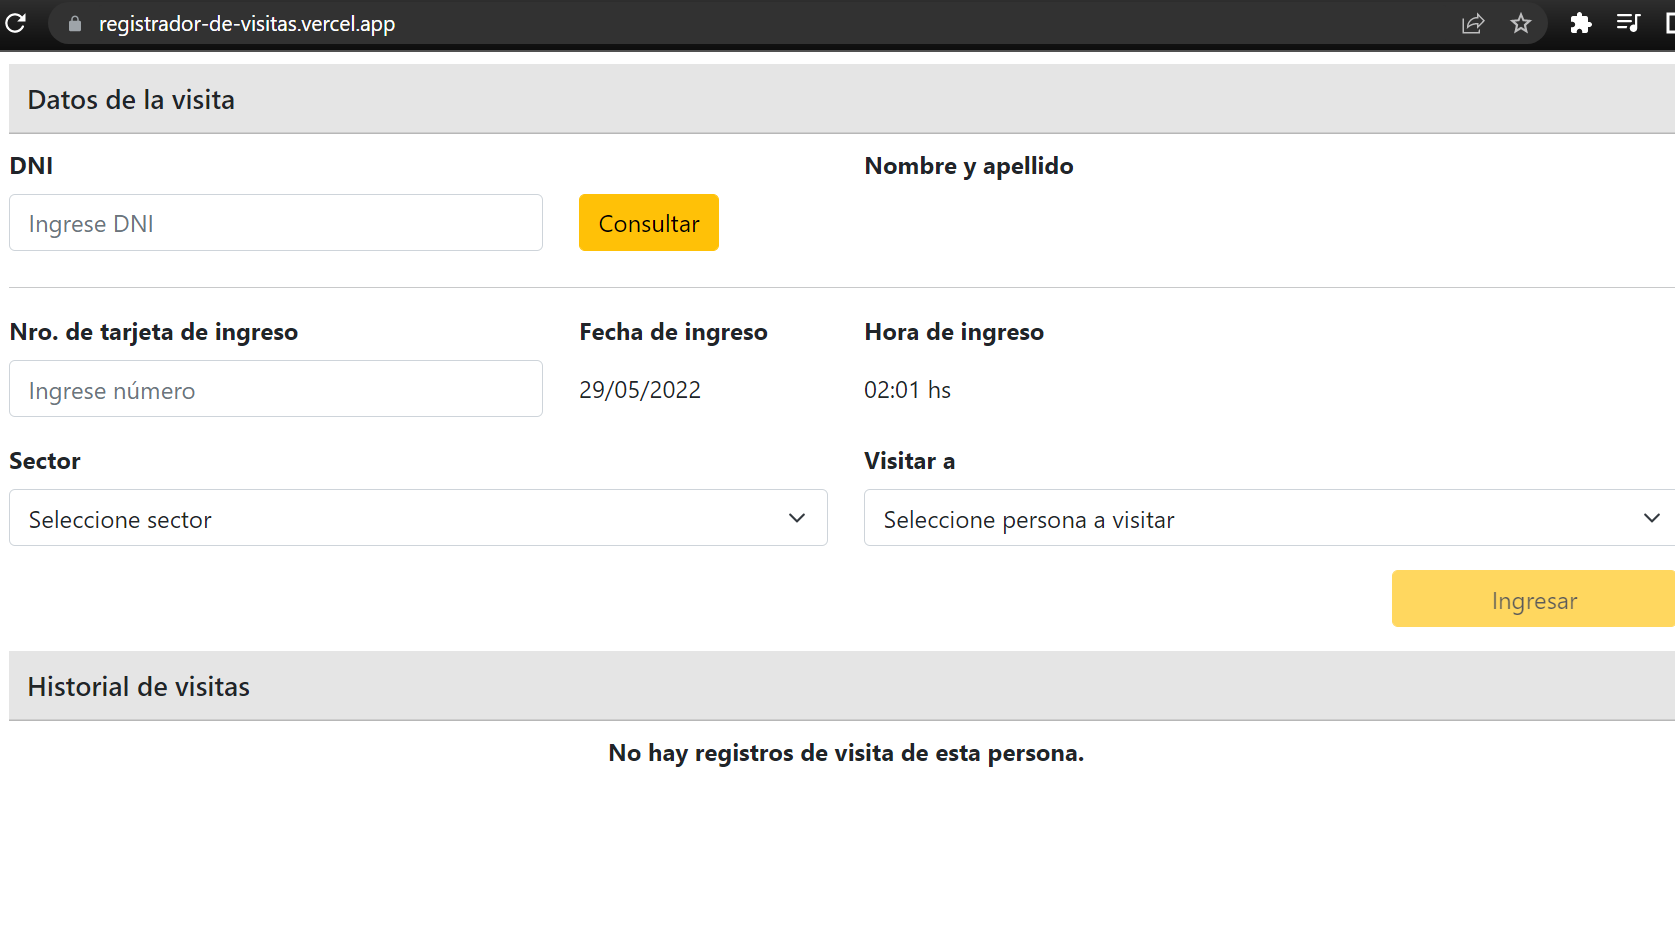 registrador-de-visitas.vercel.app
Datos de la visita
DNI
Nombre y apellido
Ingrese DNI
Consultar
Nro. de tarjeta de ingreso
Fecha de ingreso
Hora de ingreso
Ingrese número
29/05/2022
02:01 hs
Sector
Visitar a
Seleccione sector
Seleccione persona a visitar
Ingresar
Historial de visitas
No hay registros de visita de esta persona.